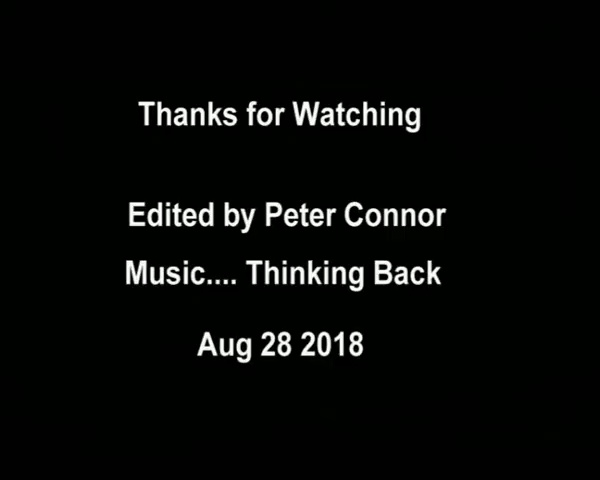 Thanks for Watching
Edited by Peter Connor
Music.... Thinking Back
Aug 28 2018